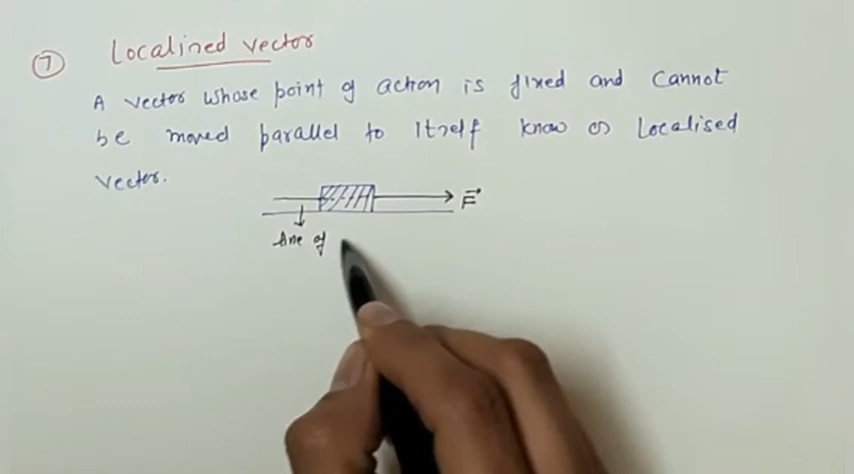 7 Localized vector
A vector whose point of action is fixed and cannot
be moved parallel to itself know as localised
vector.
F
line of